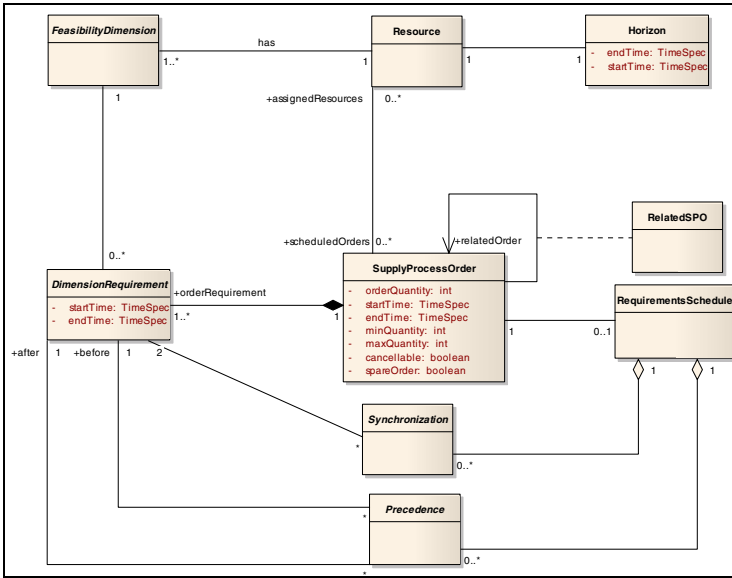 FeasibilityDimension
Resource
Horizon
- endTime: TimeSpec
- startTime: TimeSpec
has
1..*
1
1
1
1
+assignedResources
0..*
RelatedSPO
+scheduledOrders
0..*
+relatedOrder
0..*
DimensionRequirement
- startTime: TimeSpec
- endTime: TimeSpec
+orderRequirement
1..*
1
SupplyProcessOrder
- orderQuantity: int
- startTime: TimeSpec
- endTime: TimeSpec
- minQuantity: int
- maxQuantity: int
- cancellable: boolean
- spareOrder: boolean
RequirementsSchedule
1
0..1
+after
1
+before
1
2
1
1
Synchronization
*
0..*
Precedence
*
0..*
*